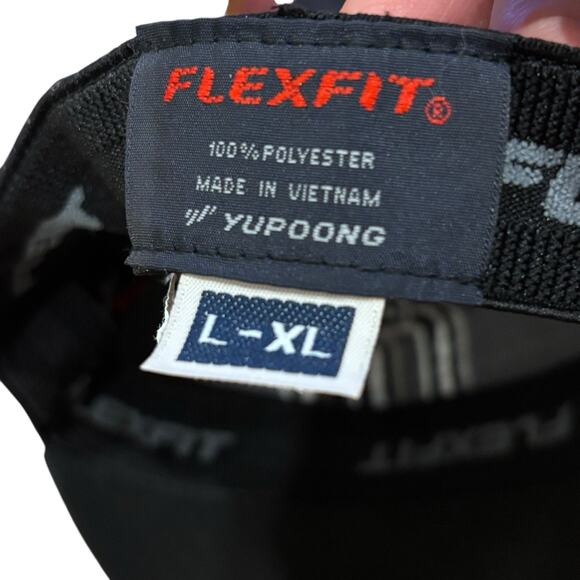 FLEXFIT®
100% POLYESTER
MADE IN VIETNAM
YUPOONG
L-XL
FLEXFIT
FLEXFIT